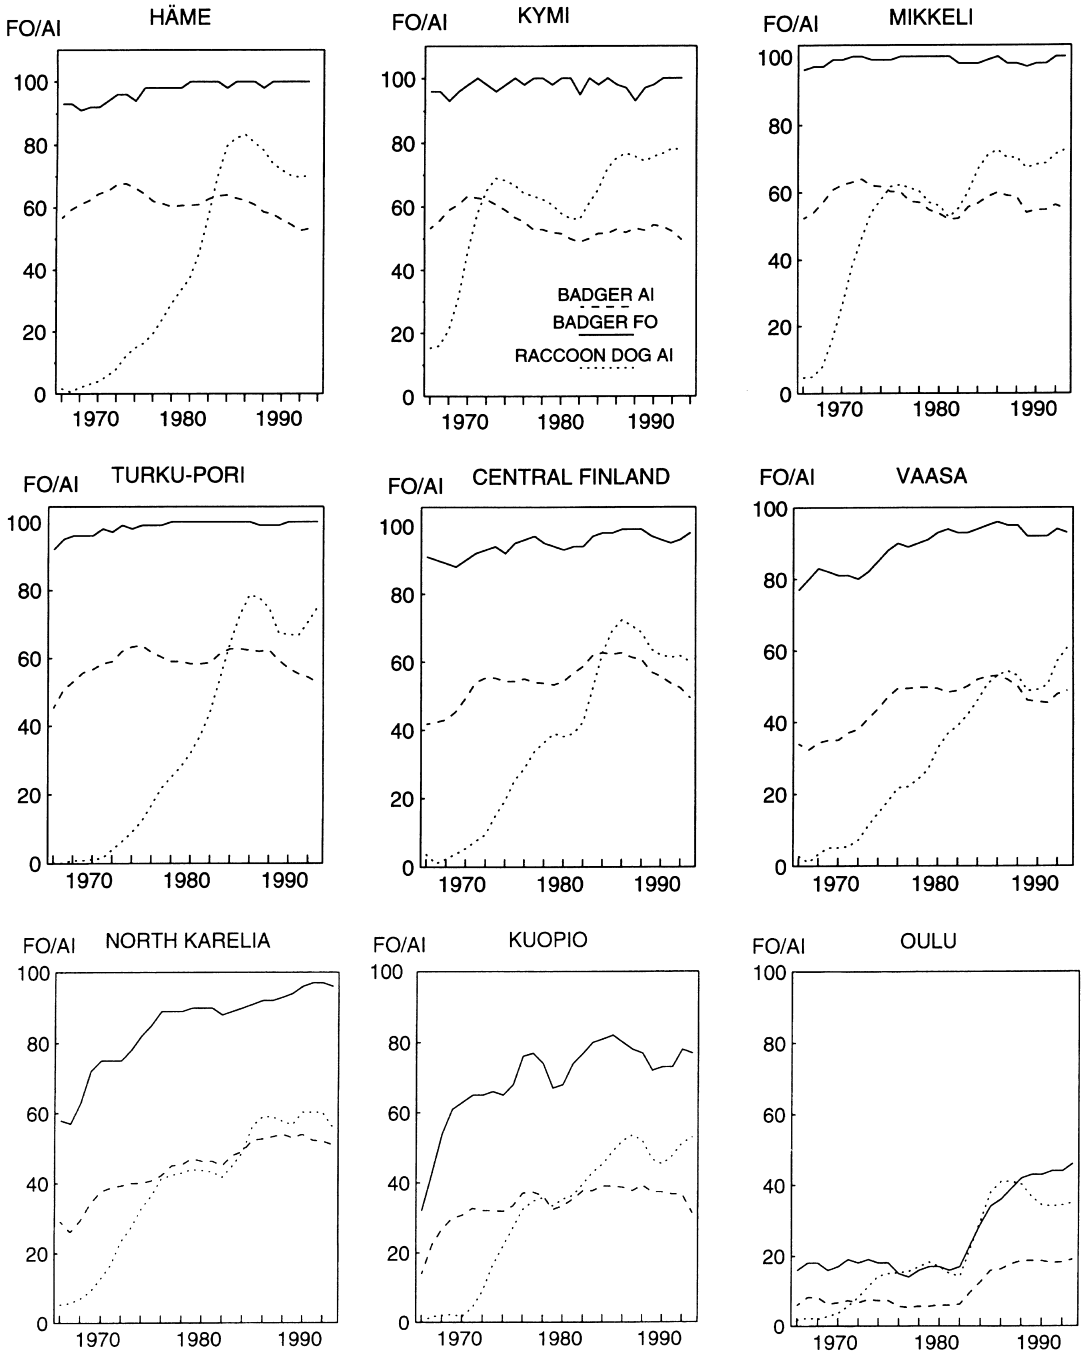 HÄME
FO/AI
100
80
60
40
20
0
1970 1980 1990
KYMI
FO/AI
100
80
60
40
20
0
BADGER AI
BADGER FO
RACCOON DOG AI
1970 1980 1990
MIKKELI
FO/AI
100
80
60
40
20
0
1970 1980 1990
TURKU-PORI
FO/AI
100
80
60
40
20
0
1970 1980 1990
CENTRAL FINLAND
FO/AI
100
80
60
40
20
0
1970 1980 1990
VAASA
FO/AI
100
80
60
40
20
0
1970 1980 1990
NORTH KARELIA
FO/AI
100
80
60
40
20
0
1970 1980 1990
KUOPIO
FO/AI
100
80
60
40
20
0
1970 1980 1990
OULU
FO/AI
100
80
60
40
20
0
1970 1980 1990